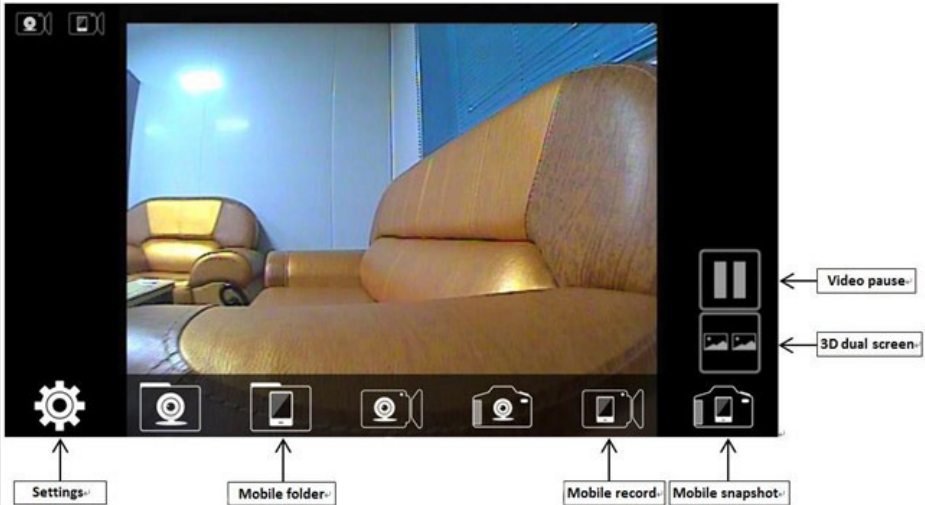 Video pause
3D dual screen
Settings
Mobile folder
Mobile record
Mobile snapshot